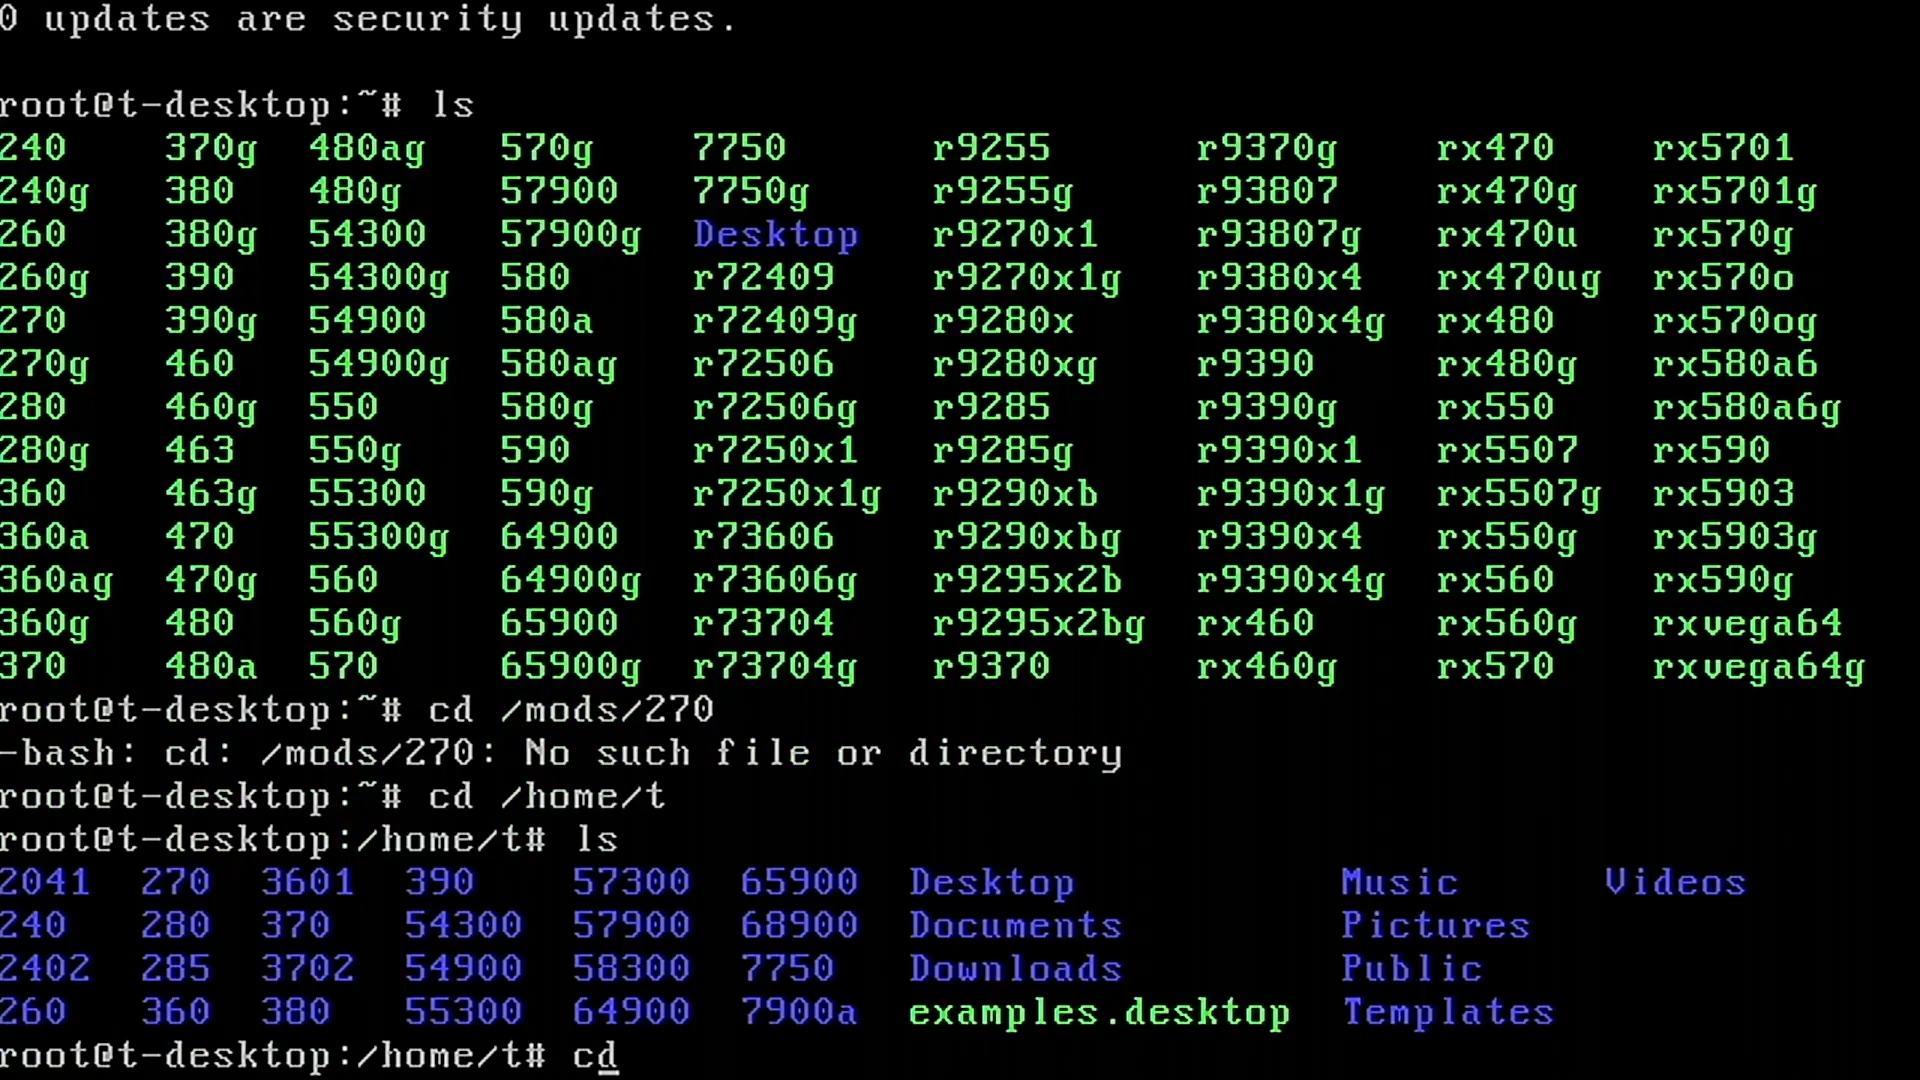 0 updates are security updates.
root@t-desktop:~# ls
240 370g 480ag 570g 7750 r9255 r9370g rx470 rx5701
240g 380 480g 57900 7750g r9255g r93807 rx470g rx5701g
260 380g 54300 57900g Desktop r9270x1 r93807g rx470u rx570g
260g 390 54300g 580 r72409 r9270x1g r9380x4 rx470ug rx570o
270 390g 54900 580a r72409g r9280x r9380x4g rx480 rx570og
270g 460 54900g 580ag r72506 r9280xg r9390 rx480g rx580a6
280 460g 550 580g r72506g r9285 r9390g rx550 rx580a6g
280g 463 550g 590 r7250x1 r9285g r9390x1 rx5507 rx590
360 463g 55300 590g r7250x1g r9290xb r9390x1g rx5507g rx5903
360a 470 55300g 64900 r73606 r9290xbg r9390x4 rx550g rx5903g
360ag 470g 560 64900g r73606g r9295x2b r9390x4g rx560 rx590g
360g 480 560g 65900 r73704 r9295x2bg rx460 rx560g rxvega64
370 480a 570 65900g r73704g r9370 rx460g rx570 rxvega64g
root@t-desktop:~# cd /mods/270
-bash: cd: /mods/270: No such file or directory
root@t-desktop:~# cd /home/t
root@t-desktop:/home/t# ls
2041 270 3601 390 57300 65900 Desktop Music Videos
240 280 370 54300 57900 68900 Documents Pictures
2402 285 3702 54900 58300 7750 Downloads Public
260 360 380 55300 64900 7900a examples.desktop Templates
root@t-desktop:/home/t# cd